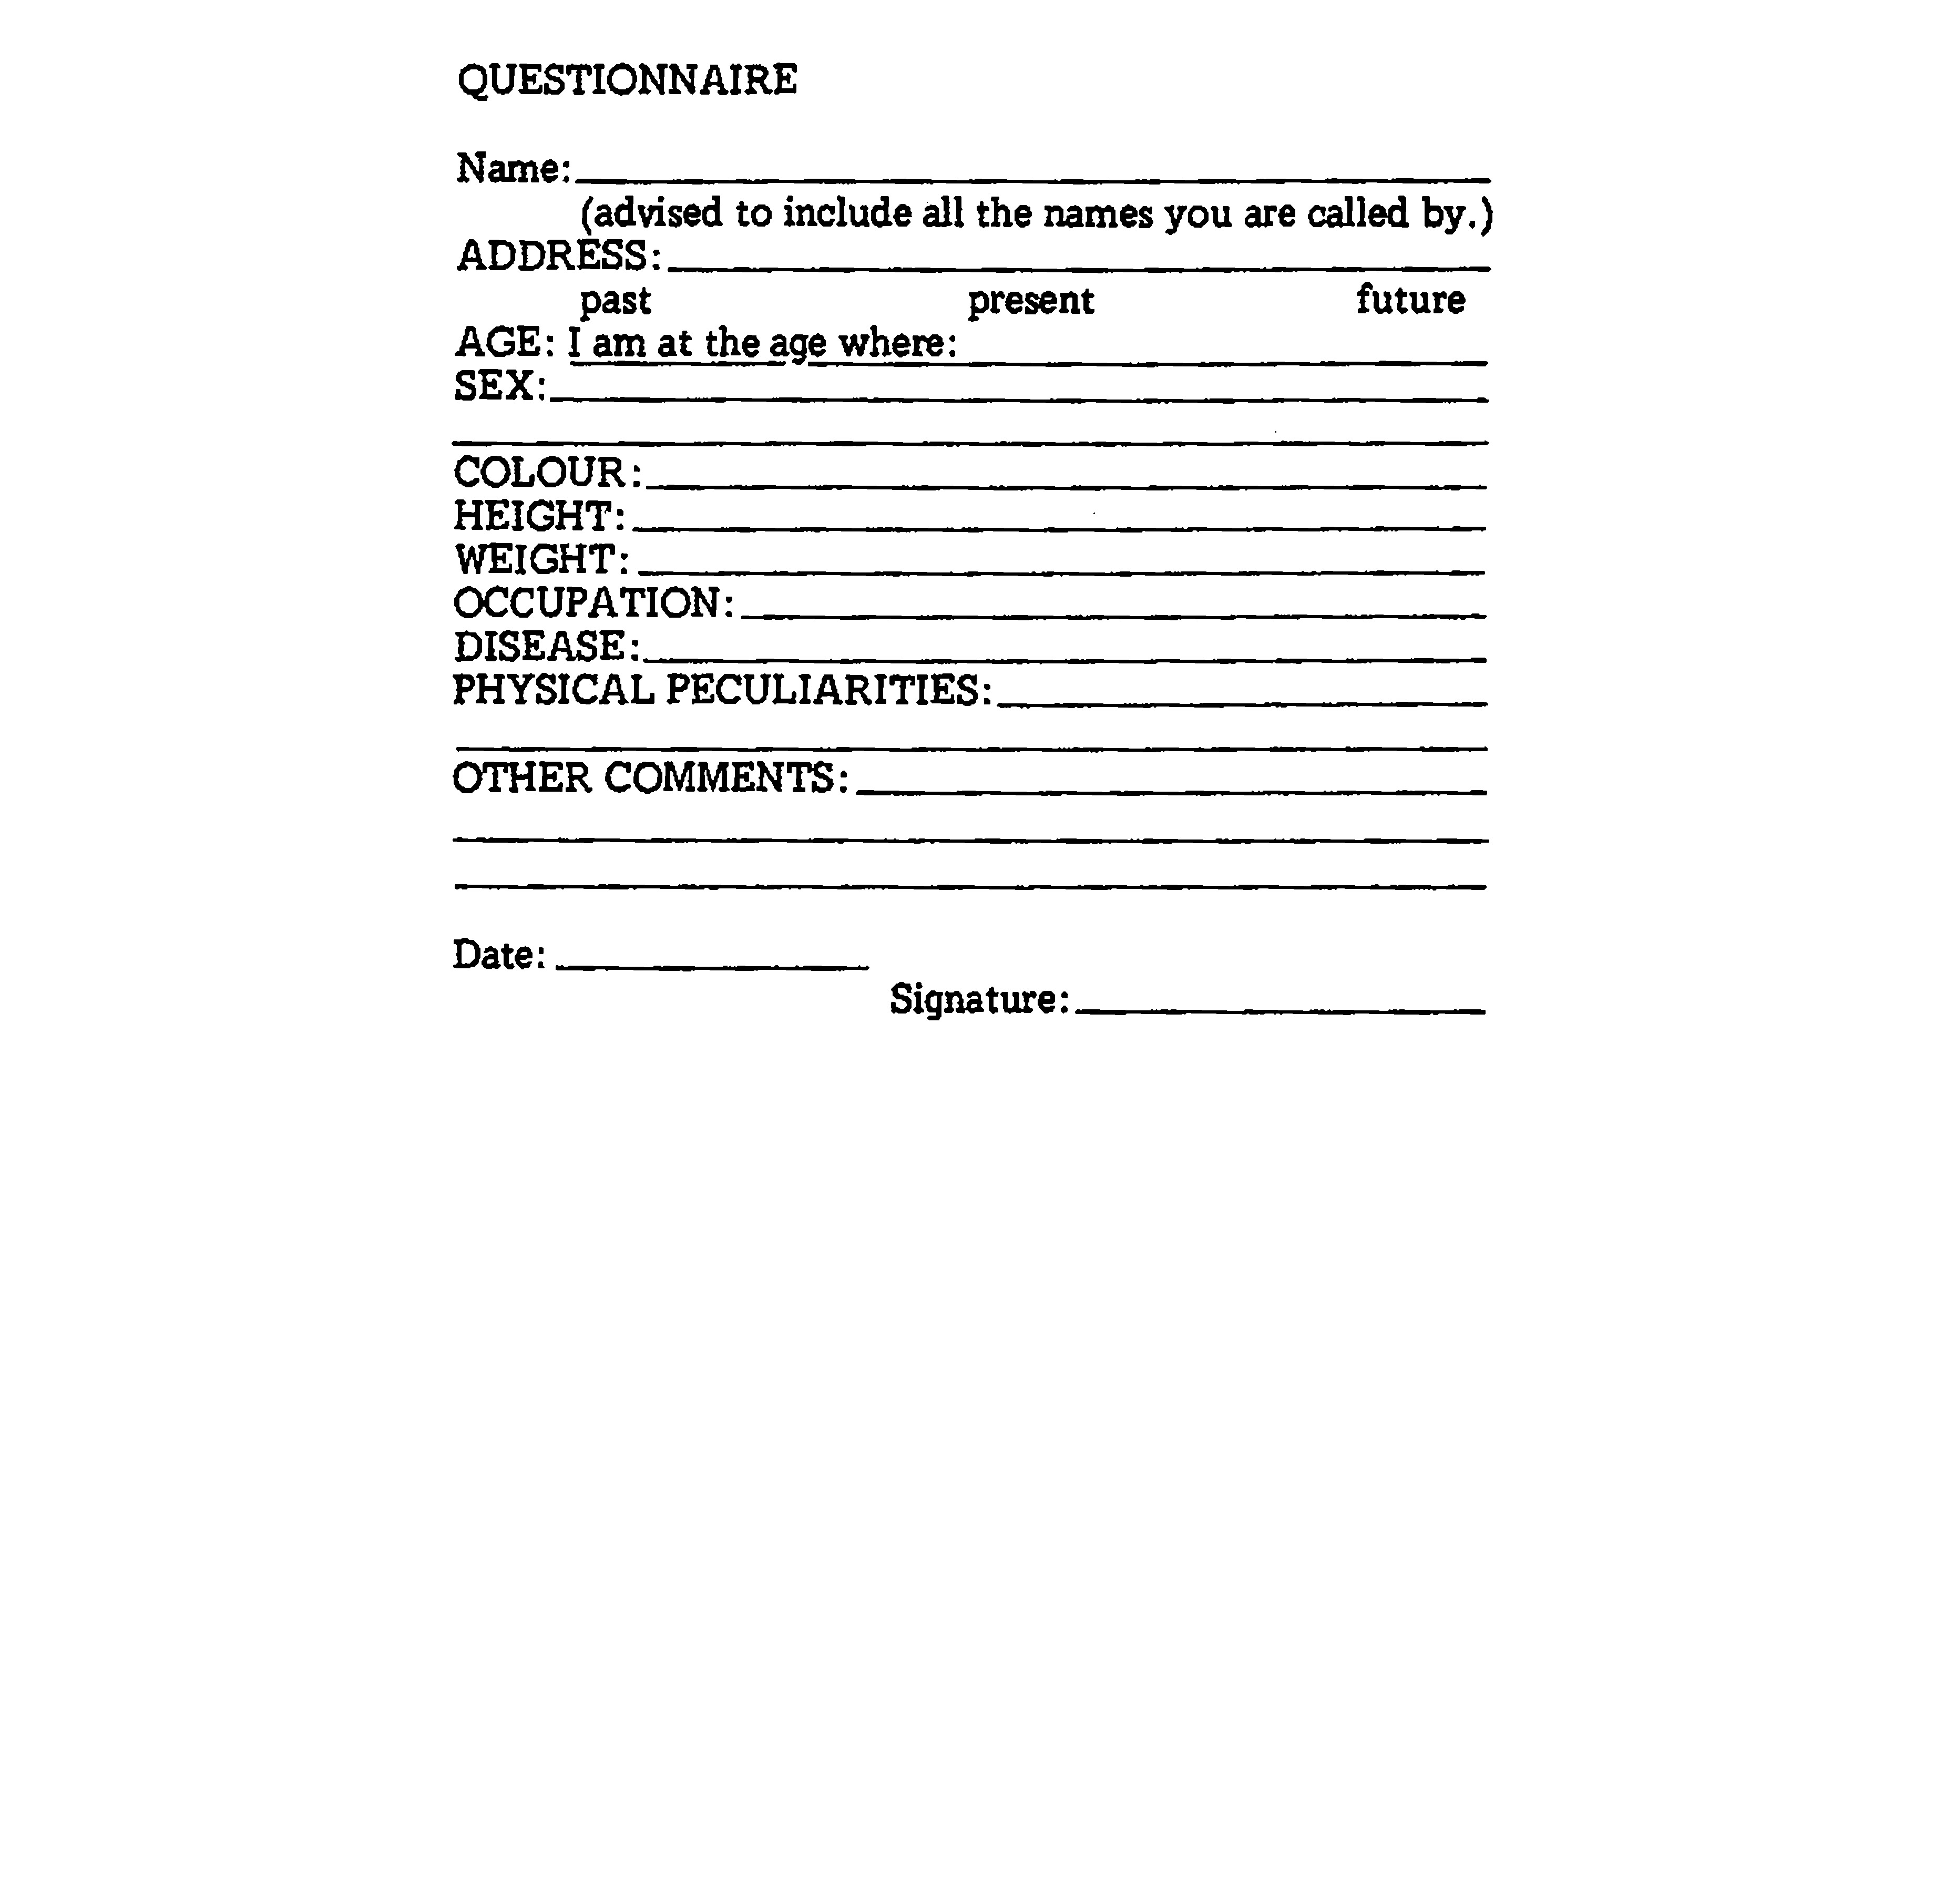 QUESTIONNAIRE
Name:
(advised to include all the names you are called by.)
ADDRESS:
past present future
AGE: I am at the age where:
SEX:
COLOUR:
HEIGHT:
WEIGHT:
OCCUPATION:
DISEASE:
PHYSICAL PECULIARITIES:
OTHER COMMENTS:
Date:
Signature: